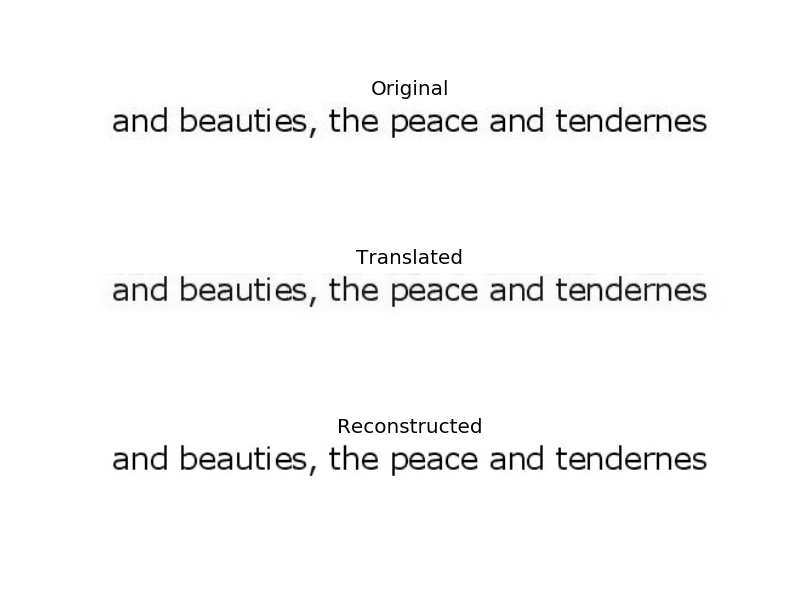 Original
and beauties, the peace and tendernes
Translated
and beauties, the peace and tendernes
Reconstructed
and beauties, the peace and tendernes